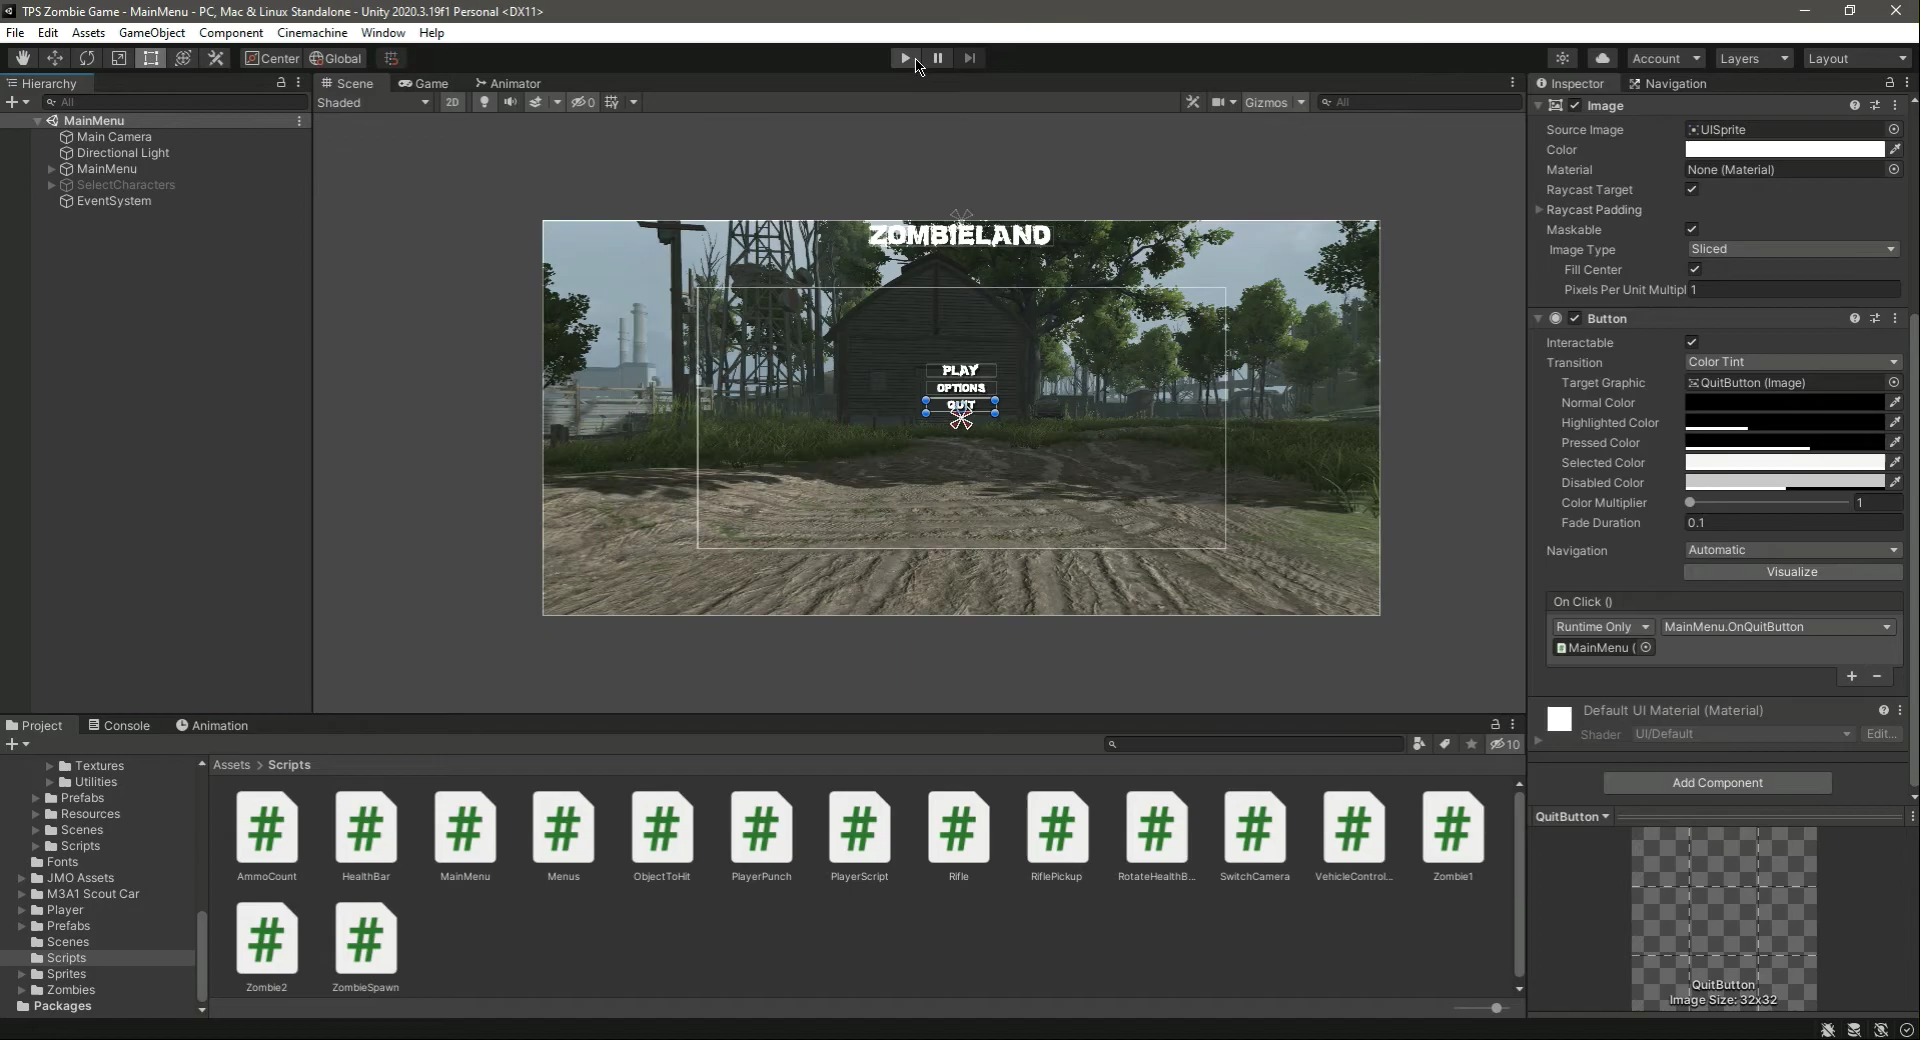 TPS Zombie Game - MainMenu - PC, Mac & Linux Standalone - Unity 2020.3.19f1 Personal <DX11>
File Edit Assets GameObject Component Cinemachine Window Help
Center Global Account Layers Layout
Hierarchy
All
MainMenu
Main Camera
Directional Light
MainMenu
SelectCharacters
EventSystem
Scene Game Animator
Shaded 2D 0 Gizmos All
ZOMBIELAND
PLAY
OPTIONS
QUIT
Inspector Navigation
Image
Source Image UISprite
Color
Material None (Material)
Raycast Target
Raycast Padding
Maskable
Image Type Sliced
Fill Center
Pixels Per Unit Multipl 1
Button
Interactable
Transition Color Tint
Target Graphic QuitButton (Image)
Normal Color
Highlighted Color
Pressed Color
Selected Color
Disabled Color
Color Multiplier 1
Fade Duration 0.1
Navigation Automatic
Visualize
On Click ()
Runtime Only MainMenu.OnQuitButton
MainMenu (
+ -
Default UI Material (Material)
Shader UI/Default Edit...
Add Component
QuitButton
QuitButton
Image Size: 32x32
Project Console Animation
10
Textures
Utilities
Prefabs
Resources
Scenes
Scripts
Fonts
JMO Assets
M3A1 Scout Car
Player
Prefabs
Scenes
Scripts
Sprites
Zombies
Packages
Assets > Scripts
AmmoCount HealthBar MainMenu Menus ObjectToHit PlayerPunch PlayerScript Rifle RiflePickup RotateHealthB... SwitchCamera VehicleControl... Zombie1
Zombie2 ZombieSpawn